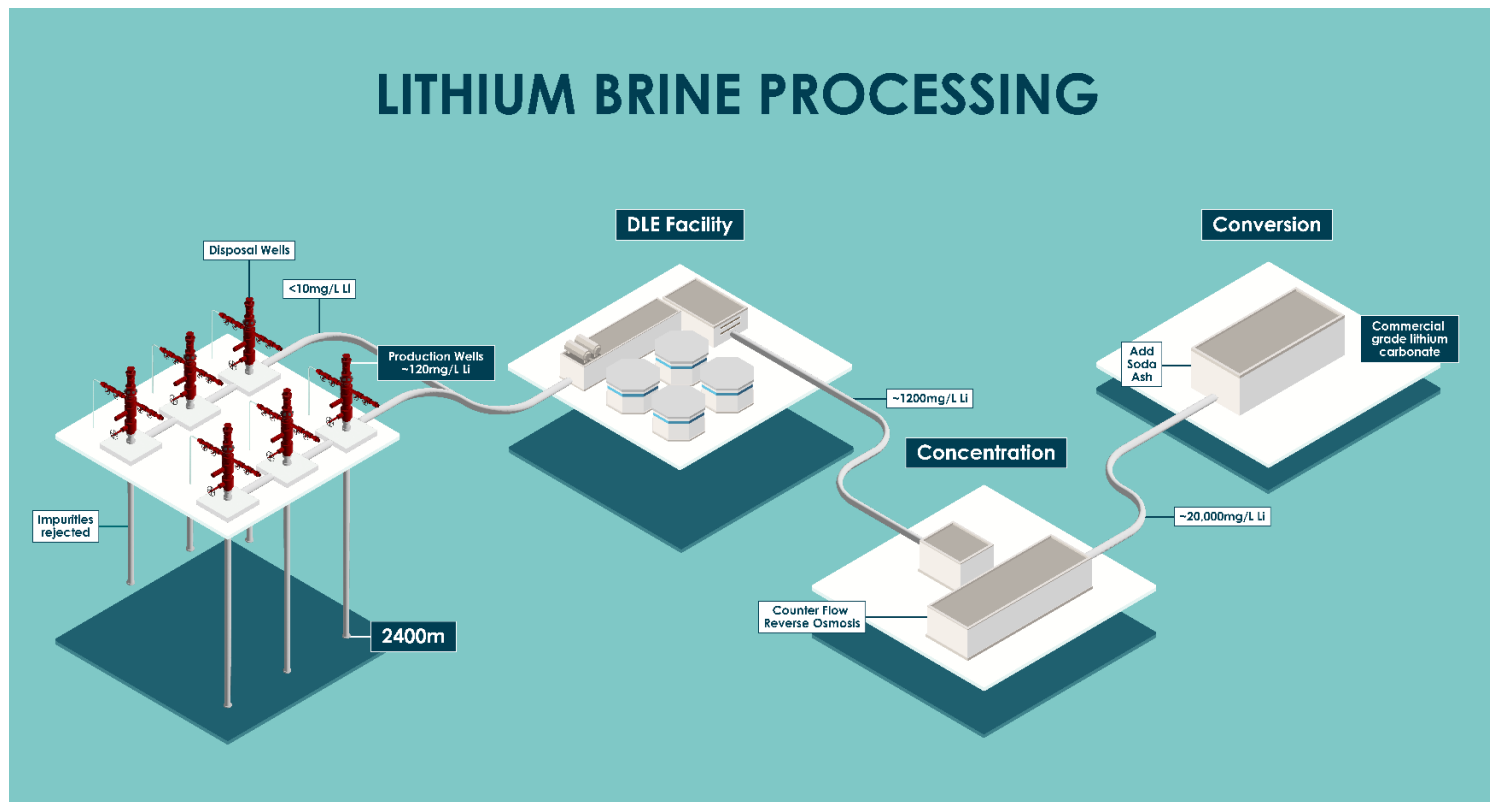 LITHIUM BRINE PROCESSING
Disposal Wells
<10mg/L Li
Production Wells
~120mg/L Li
Impurities
rejected
2400m
DLE Facility
~1200mg/L Li
Concentration
Counter Flow
Reverse Osmosis
~20,000mg/L Li
Conversion
Add
Soda
Ash
Commercial
grade lithium
carbonate